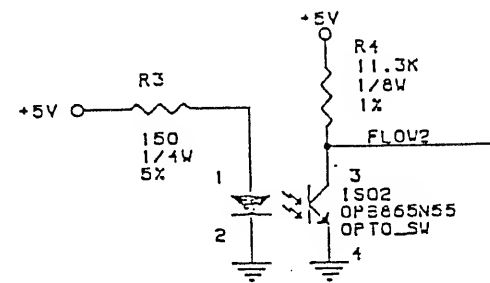 +5V
R4
11.3K
1/8W
1%
R3
+5V
150
1/4W
5%
FLOW2
1
3
ISO2
OPB865N55
OPTO_SW
2
4